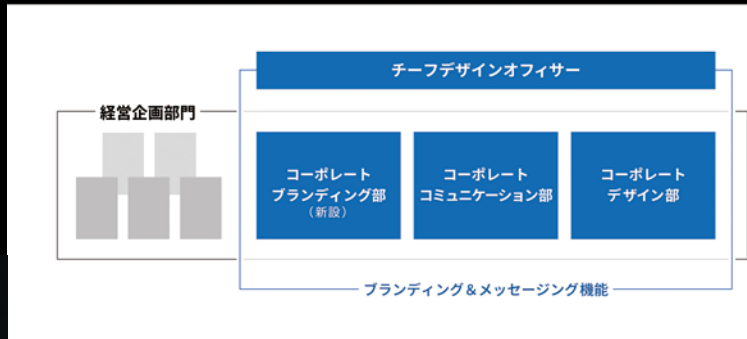 チーフデザインオフィサー
経営企画部門
コーポレート
ブランディング部
（新設）
コーポレート
コミュニケーション部
コーポレート
デザイン部
ブランディング＆メッセージング機能